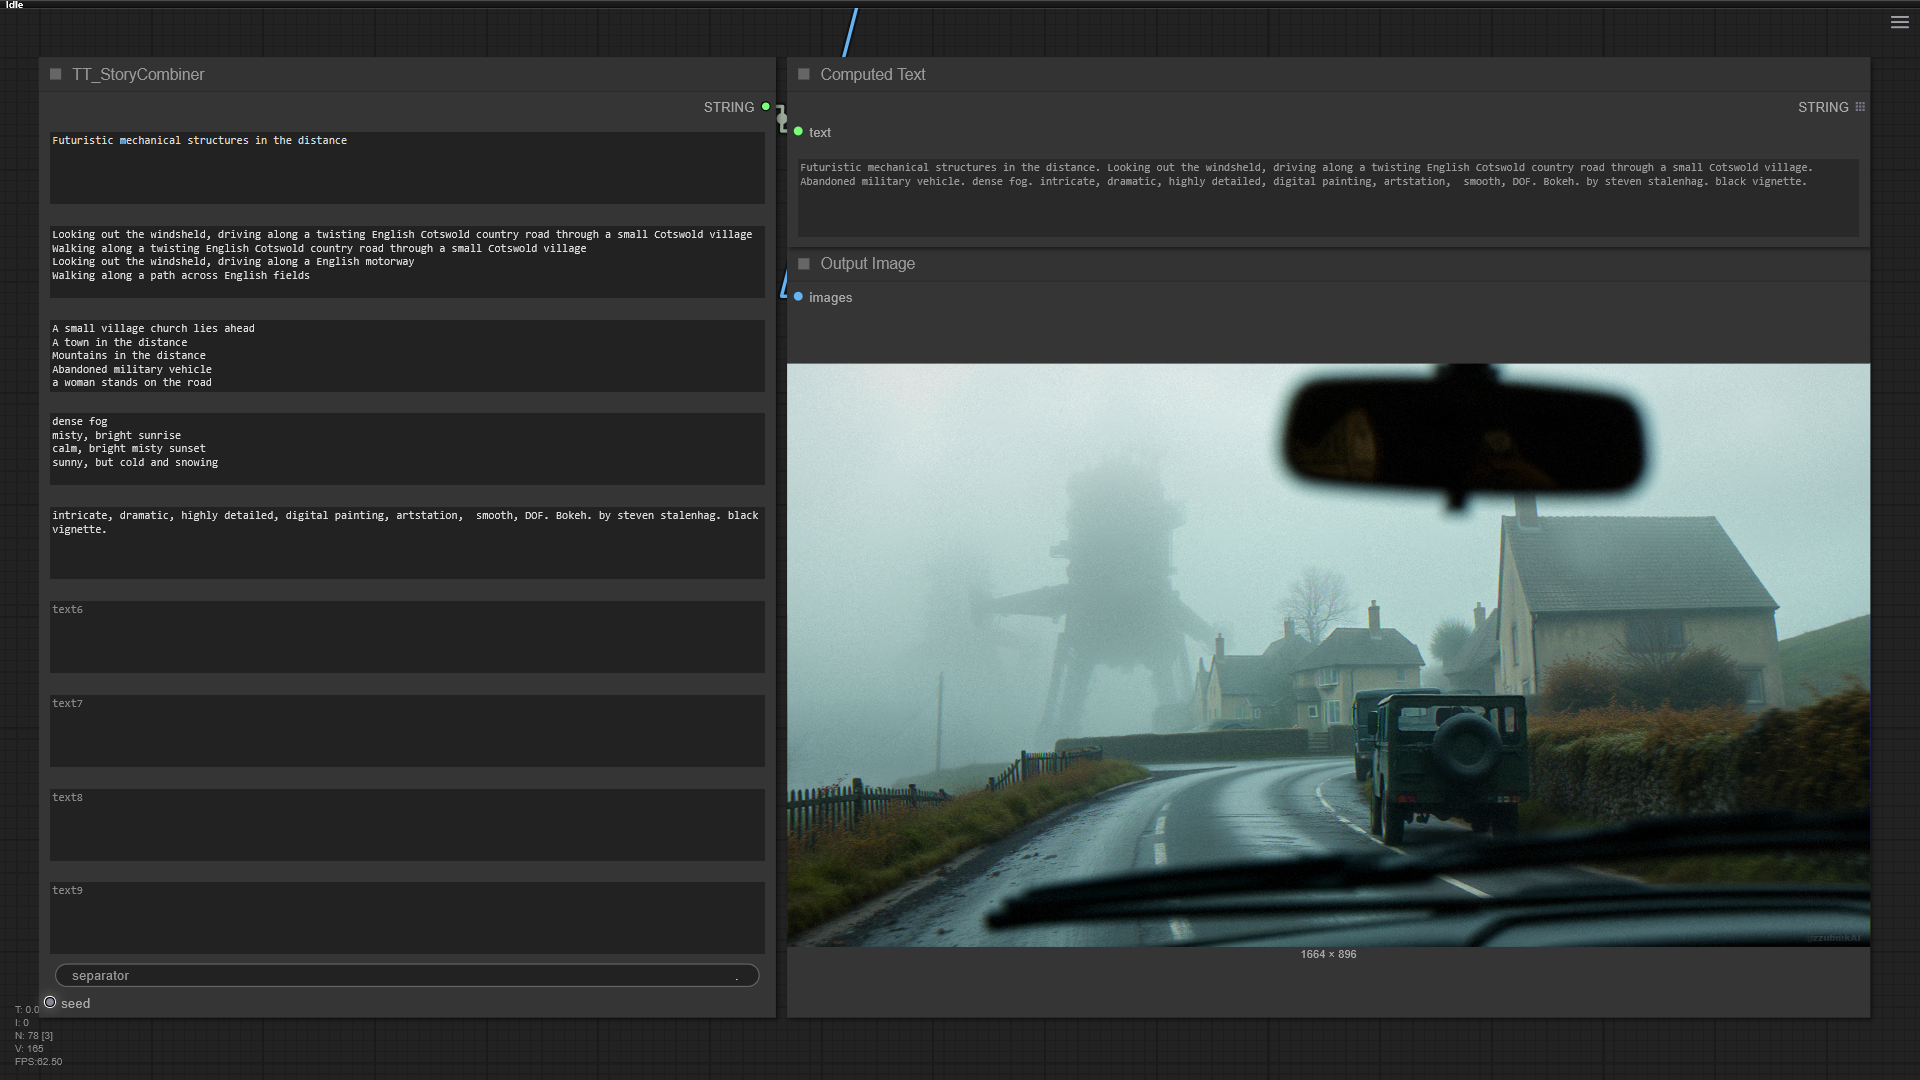 Idle
TT_StoryCombiner
STRING
Futuristic mechanical structures in the distance
Looking out the windsheld, driving along a twisting English Cotswold country road through a small Cotswold village
Walking along a twisting English Cotswold country road through a small Cotswold village
Looking out the windsheld, driving along a English motorway
Walking along a path across English fields
A small village church lies ahead
A town in the distance
Mountains in the distance
Abandoned military vehicle
a woman stands on the road
dense fog
misty, bright sunrise
calm, bright misty sunset
sunny, but cold and snowing
intricate, dramatic, highly detailed, digital painting, artstation,  smooth, DOF. Bokeh. by steven stalenhag. black
vignette.
text6
text7
text8
text9
separator .
seed
T: 0.0
I: 0
N: 78 [3]
V: 165
FPS:62.50
Computed Text
STRING
text
Futuristic mechanical structures in the distance. Looking out the windsheld, driving along a twisting English Cotswold country road through a small Cotswold village.
Abandoned military vehicle. dense fog. intricate, dramatic, highly detailed, digital painting, artstation,  smooth, DOF. Bokeh. by steven stalenhag. black vignette.
Output Image
images
1664 × 896